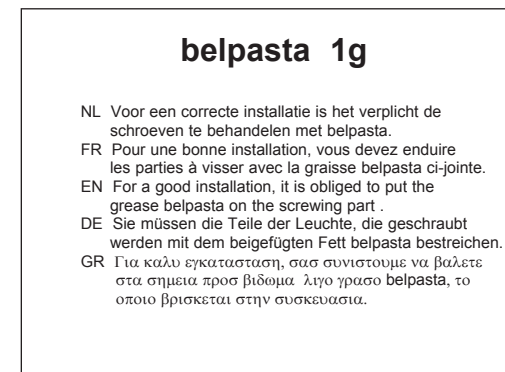 belpasta 1g
NL Voor een correcte installatie is het verplicht de
schroeven te behandelen met belpasta.
FR Pour une bonne installation, vous devez enduire
les parties à visser avec la graisse belpasta ci-jointe.
EN For a good installation, it is obliged to put the
grease belpasta on the screwing part .
DE Sie müssen die Teile der Leuchte, die geschraubt
werden mit dem beigefügten Fett belpasta bestreichen.
GR Για καλυ εγκατασταση, σασ συνιστουμε να βαλετε
στα σημεια προσ βιδωμα λιγο γρασο belpasta, το
οποιο βρισκεται στην συσκευασια.